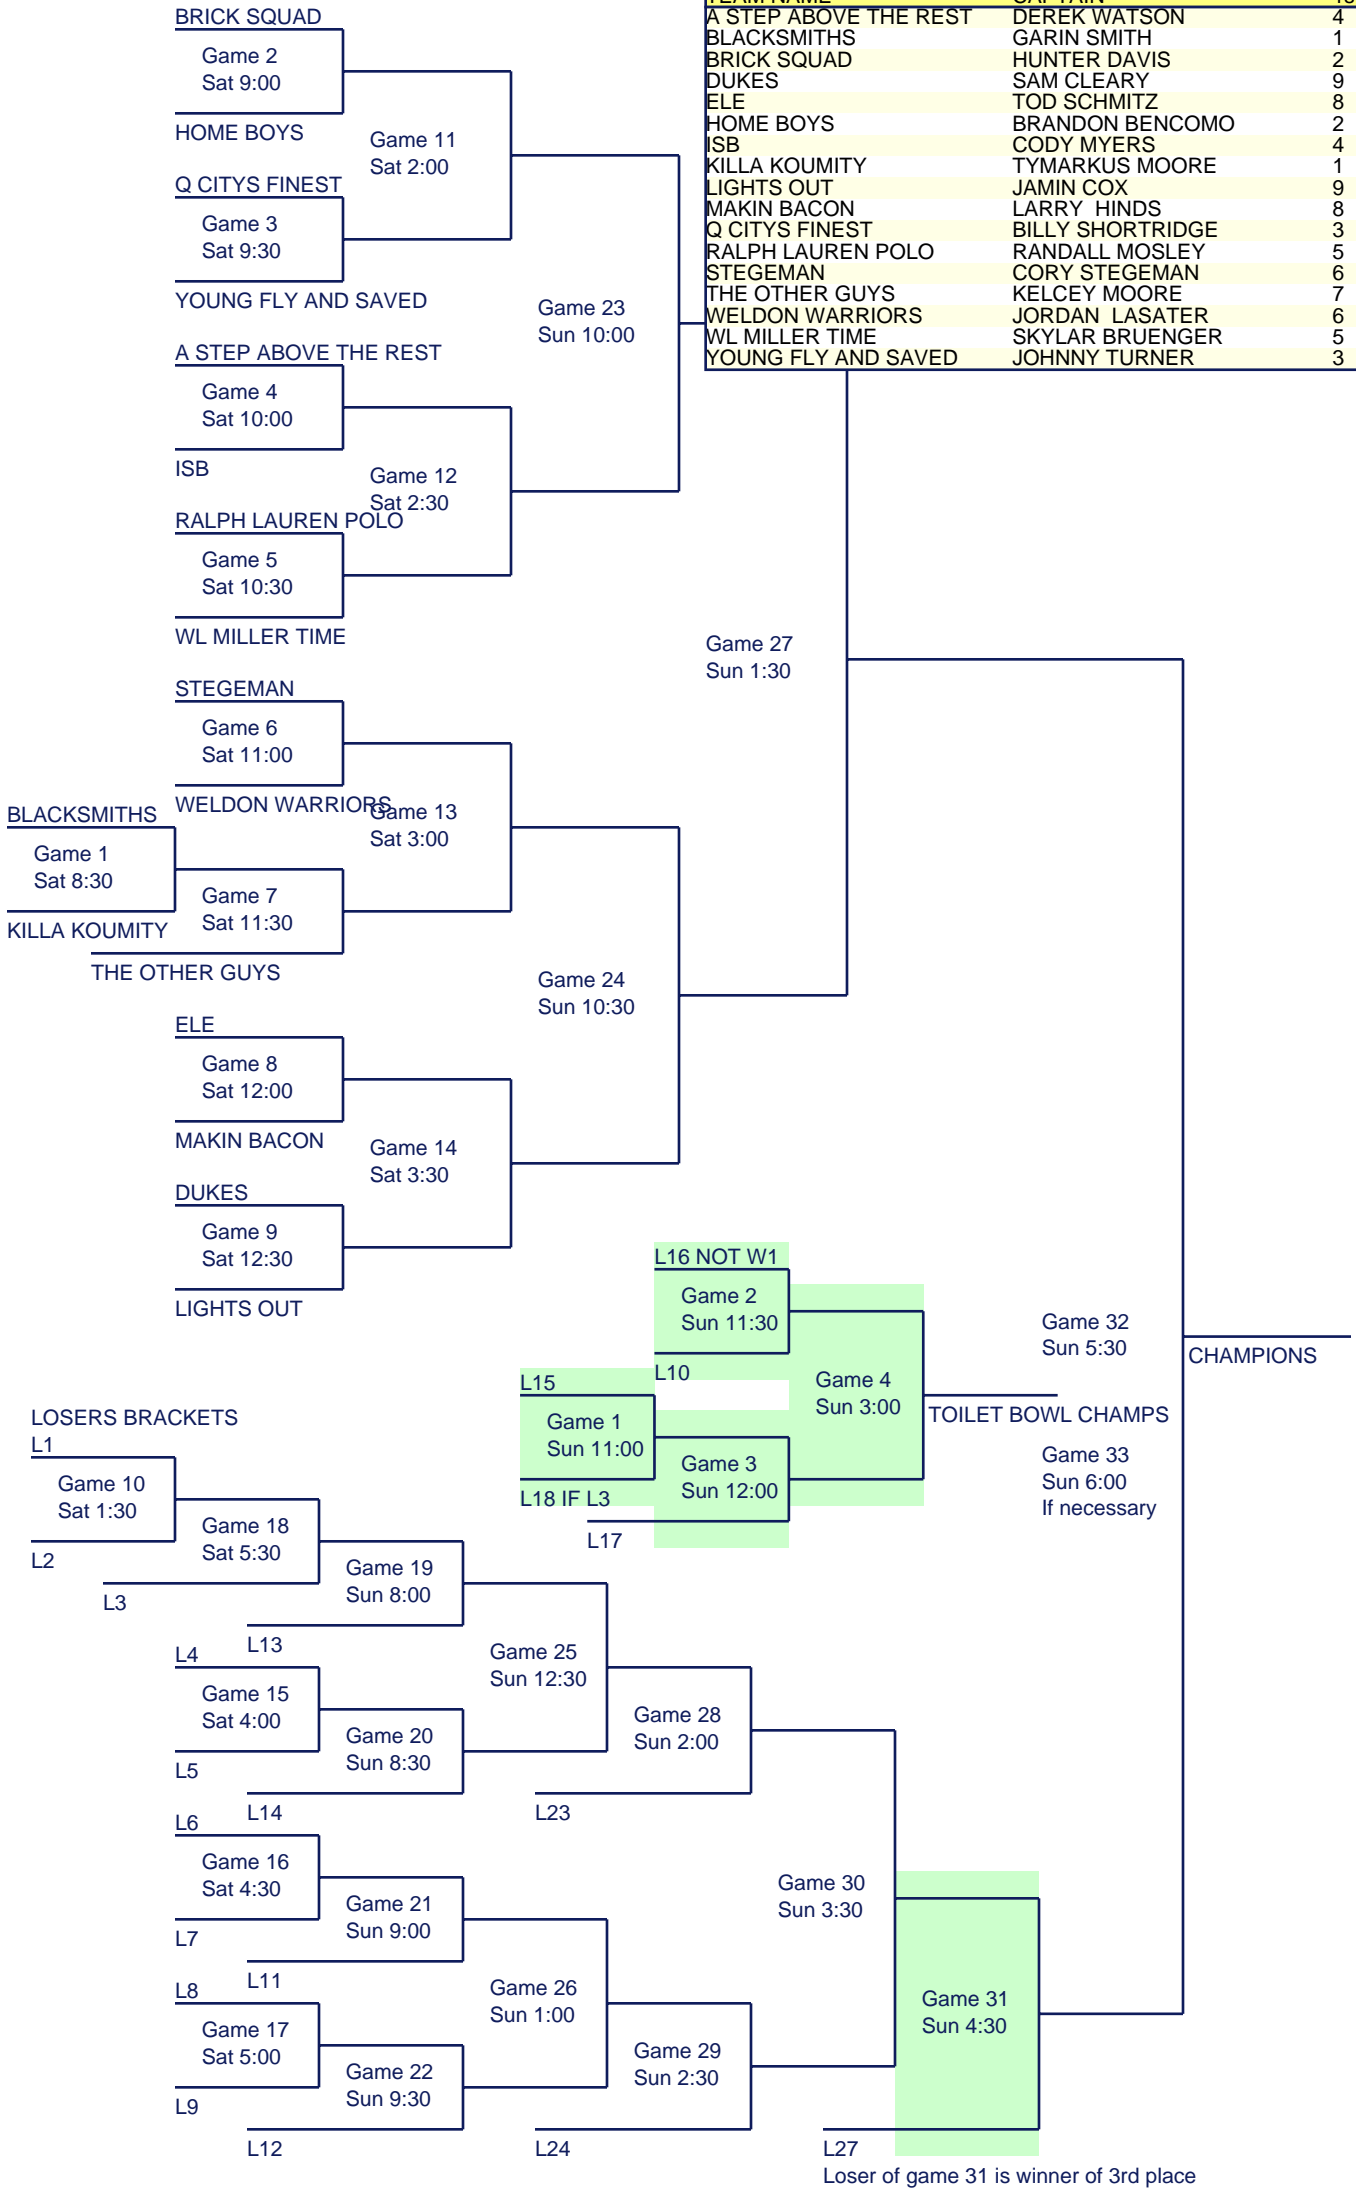 BRICK SQUAD
Game 2
Sat 9:00
HOME BOYS
Game 11
Sat 2:00
Q CITYS FINEST
Game 3
Sat 9:30
YOUNG FLY AND SAVED
Game 23
Sun 10:00
A STEP ABOVE THE REST
Game 4
Sat 10:00
ISB
Game 12
Sat 2:30
RALPH LAUREN POLO
Game 5
Sat 10:30
WL MILLER TIME
TEAM NAME CAPTAIN
A STEP ABOVE THE REST DEREK WATSON 4
BLACKSMITHS GARIN SMITH 1
BRICK SQUAD HUNTER DAVIS 2
DUKES SAM CLEARY 9
ELE TOD SCHMITZ 8
HOME BOYS BRANDON BENCOMO 2
ISB CODY MYERS 4
KILLA KOUMITY TYMARKUS MOORE 1
LIGHTS OUT JAMIN COX 9
MAKIN BACON LARRY HINDS 8
Q CITYS FINEST BILLY SHORTRIDGE 3
RALPH LAUREN POLO RANDALL MOSLEY 5
STEGEMAN CORY STEGEMAN 6
THE OTHER GUYS KELCEY MOORE 7
WELDON WARRIORS JORDAN LASATER 6
WL MILLER TIME SKYLAR BRUENGER 5
YOUNG FLY AND SAVED JOHNNY TURNER 3
Game 27
Sun 1:30
STEGEMAN
Game 6
Sat 11:00
WELDON WARRIORS
Game 13
Sat 3:00
BLACKSMITHS
Game 1
Sat 8:30
KILLA KOUMITY
Game 7
Sat 11:30
THE OTHER GUYS
Game 24
Sun 10:30
ELE
Game 8
Sat 12:00
MAKIN BACON
Game 14
Sat 3:30
DUKES
Game 9
Sat 12:30
LIGHTS OUT
L16 NOT W1
Game 2
Sun 11:30
L10
L15
Game 1
Sun 11:00
L18 IF L3
Game 3
Sun 12:00
L17
Game 4
Sun 3:00
TOILET BOWL CHAMPS
Game 32
Sun 5:30
CHAMPIONS
Game 33
Sun 6:00
If necessary
LOSERS BRACKETS
L1
Game 10
Sat 1:30
L2
Game 18
Sat 5:30
L3
Game 19
Sun 8:00
L13
L4
Game 15
Sat 4:00
L5
Game 20
Sun 8:30
L14
Game 25
Sun 12:30
Game 28
Sun 2:00
L23
L6
Game 16
Sat 4:30
L7
Game 21
Sun 9:00
L11
L8
Game 17
Sat 5:00
L9
Game 22
Sun 9:30
L12
Game 26
Sun 1:00
Game 29
Sun 2:30
L24
Game 30
Sun 3:30
Game 31
Sun 4:30
L27
Loser of game 31 is winner of 3rd place